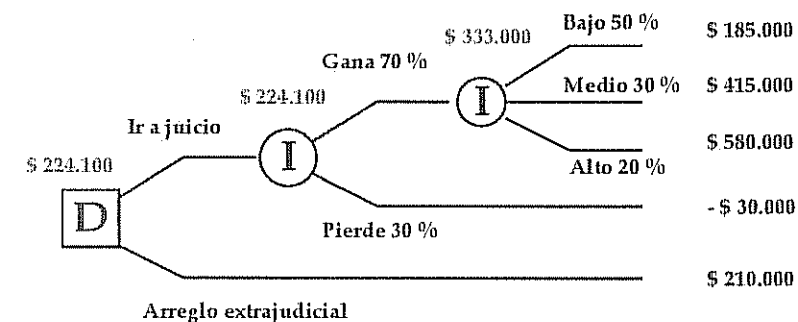 Bajo 50 %
$ 185.000
$ 333.000
Gana 70 %
Medio 30 %
$ 415.000
$ 224.100
I
Ir a juicio
$ 580.000
Alto 20 %
$ 224.100
I
D
Pierde 30 %
- $ 30.000
$ 210.000
Arreglo extrajudicial